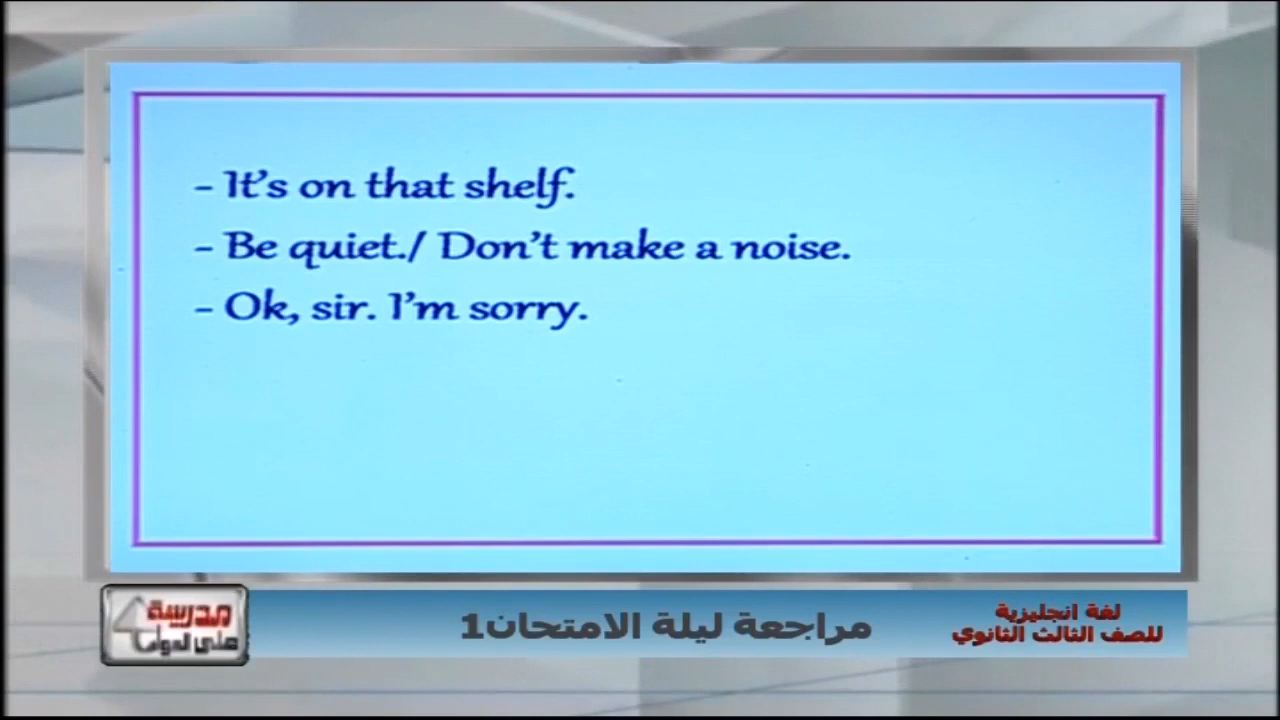 - It's on that shelf.
- Be quiet./ Don't make a noise.
- Ok, sir. I'm sorry.
لغة انجليزية
للصف الثالث الثانوي
مراجعة ليلة الامتحان1
مدرسة
على الهواء